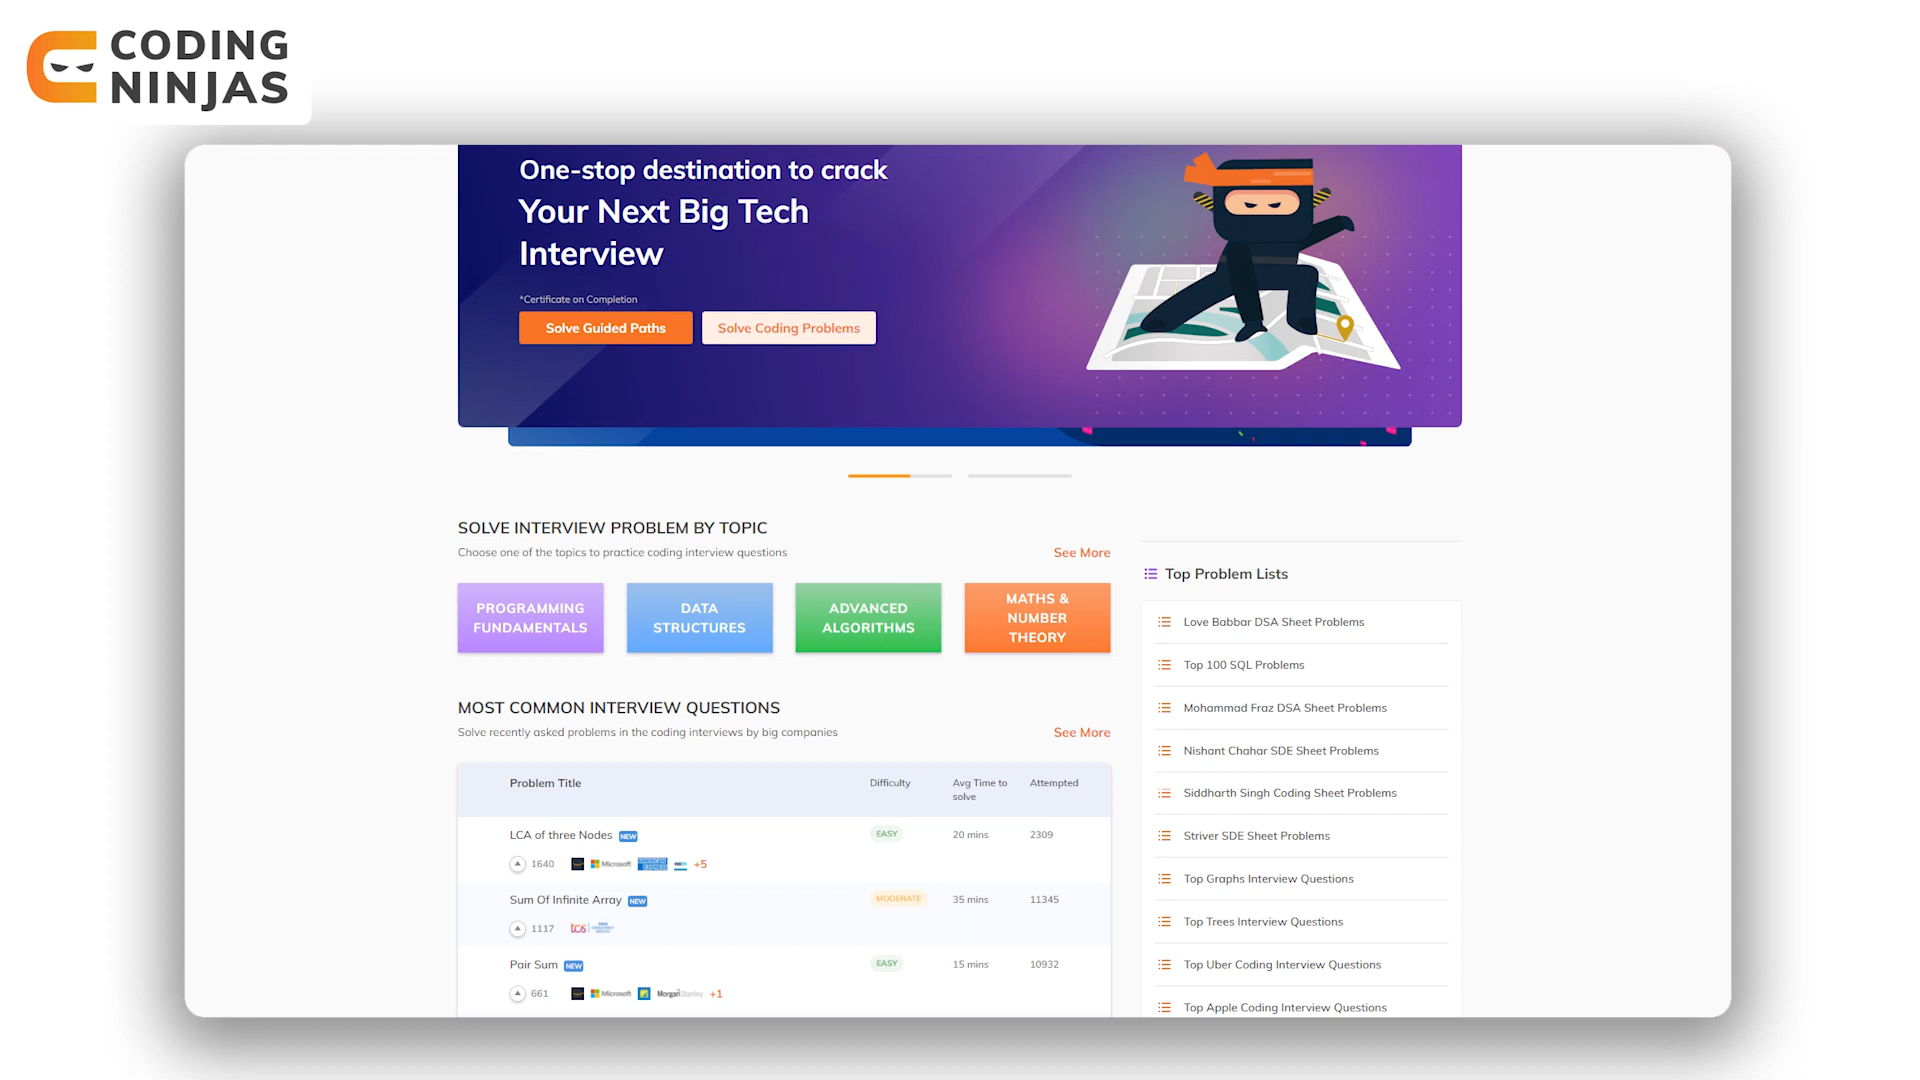 CODING
NINJAS
One-stop destination to crack
Your Next Big Tech
Interview
*Certificate on Completion
Solve Guided Paths
Solve Coding Problems
SOLVE INTERVIEW PROBLEM BY TOPIC
Choose one of the topics to practice coding interview questions
See More
PROGRAMMING
FUNDAMENTALS
DATA
STRUCTURES
ADVANCED
ALGORITHMS
MATHS &
NUMBER
THEORY
MOST COMMON INTERVIEW QUESTIONS
Solve recently asked problems in the coding interviews by big companies
See More
Problem Title
Difficulty
Avg Time to
solve
Attempted
LCA of three Nodes NEW
EASY
20 mins
2309
1640
Microsoft
+5
Sum Of Infinite Array NEW
MODERATE
35 mins
11345
1117
tcs
Pair Sum NEW
EASY
15 mins
10932
661
Microsoft
Morgan Stanley
+1
Top Problem Lists
Love Babbar DSA Sheet Problems
Top 100 SQL Problems
Mohammad Fraz DSA Sheet Problems
Nishant Chahar SDE Sheet Problems
Siddharth Singh Coding Sheet Problems
Striver SDE Sheet Problems
Top Graphs Interview Questions
Top Trees Interview Questions
Top Uber Coding Interview Questions
Top Apple Coding Interview Questions